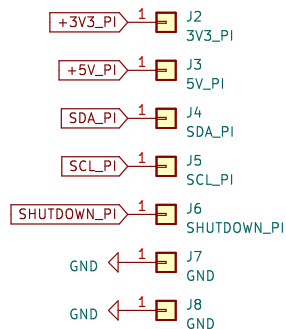 +3V3_PI 1 J2
3V3_PI
+5V_PI 1 J3
5V_PI
SDA_PI 1 J4
SDA_PI
SCL_PI 1 J5
SCL_PI
SHUTDOWN_PI 1 J6
SHUTDOWN_PI
GND 1 J7
GND
GND 1 J8
GND